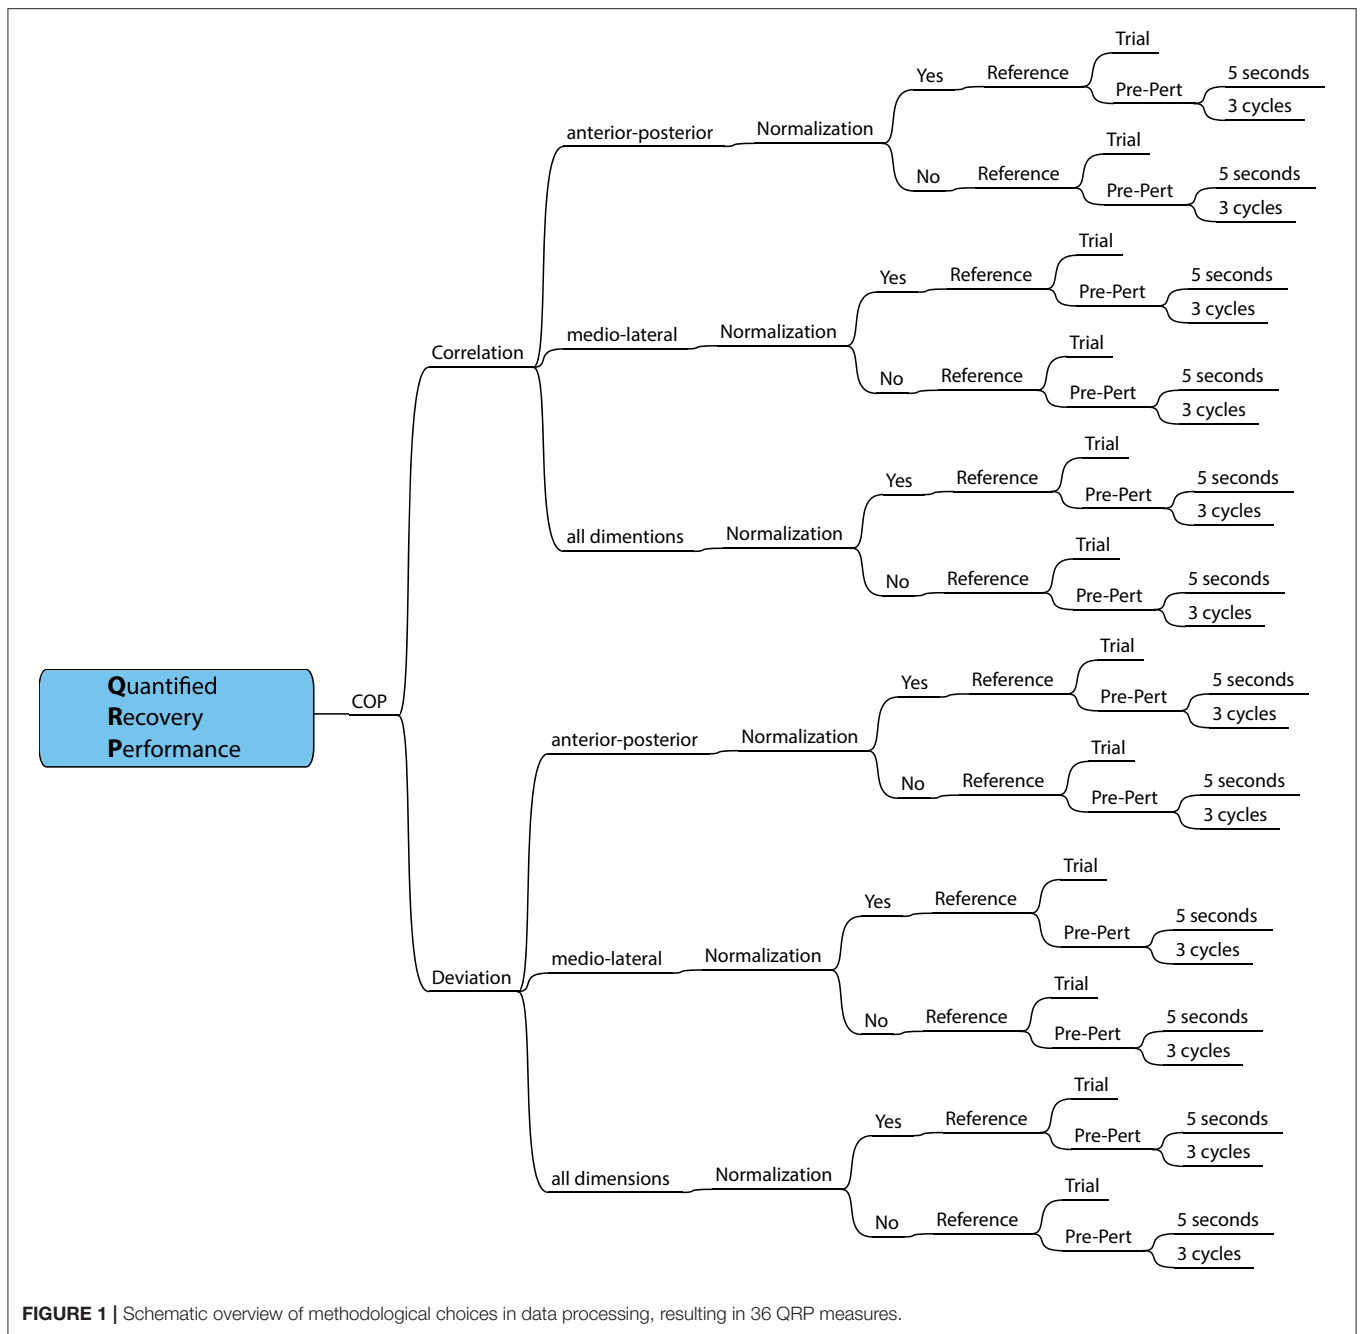 Quantified
Recovery
Performance
COP
Correlation
anterior-posterior
Normalization
Yes
Reference
Trial
Pre-Pert
5 seconds
3 cycles
No
Reference
Trial
Pre-Pert
5 seconds
3 cycles
medio-lateral
Normalization
Yes
Reference
Trial
Pre-Pert
5 seconds
3 cycles
No
Reference
Trial
Pre-Pert
5 seconds
3 cycles
all dimentions
Normalization
Yes
Reference
Trial
Pre-Pert
5 seconds
3 cycles
No
Reference
Trial
Pre-Pert
5 seconds
3 cycles
Deviation
anterior-posterior
Normalization
Yes
Reference
Trial
Pre-Pert
5 seconds
3 cycles
No
Reference
Trial
Pre-Pert
5 seconds
3 cycles
medio-lateral
Normalization
Yes
Reference
Trial
Pre-Pert
5 seconds
3 cycles
No
Reference
Trial
Pre-Pert
5 seconds
3 cycles
all dimensions
Normalization
Yes
Reference
Trial
Pre-Pert
5 seconds
3 cycles
No
Reference
Trial
Pre-Pert
5 seconds
3 cycles
FIGURE 1 | Schematic overview of methodological choices in data processing, resulting in 36 QRP measures.